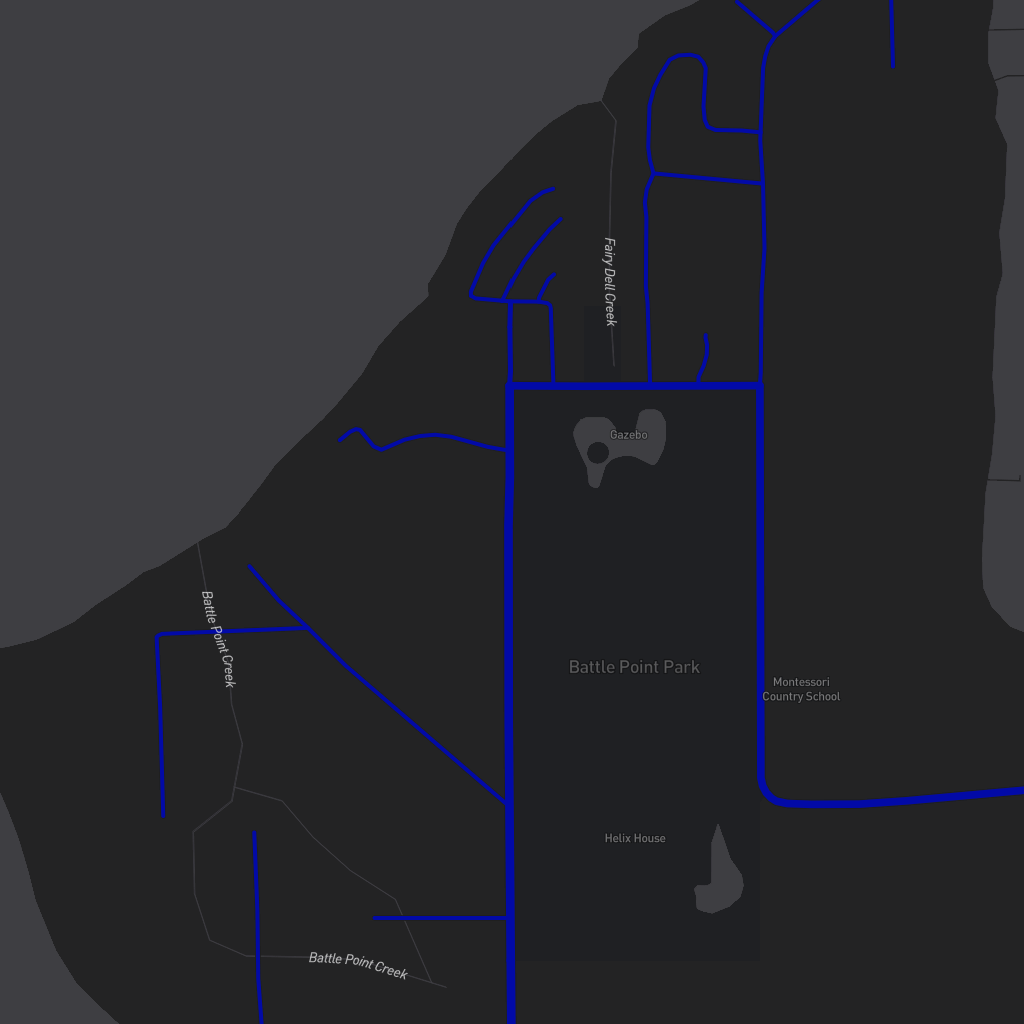 Fairy Dell Creek
Gazebo
Battle Point Creek
Battle Point Park
Montessori
Country School
Helix House
Battle Point Creek